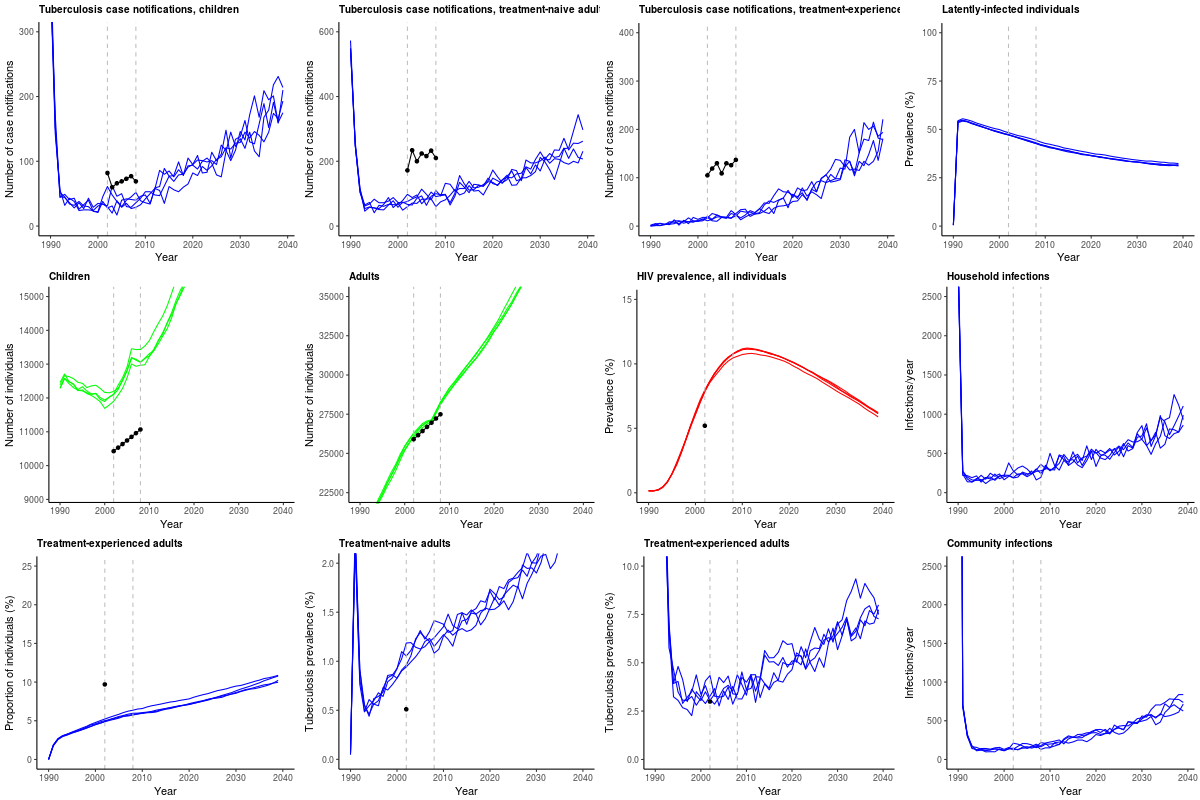 Tuberculosis case notifications, children
Number of case notifications
300
200
100
0
1990 2000 2010 2020 2030 2040
Year
Tuberculosis case notifications, treatment-naive adul
Number of case notifications
600
400
200
0
1990 2000 2010 2020 2030 2040
Year
Tuberculosis case notifications, treatment-experience
Number of case notifications
400
300
200
100
0
1990 2000 2010 2020 2030 2040
Year
Latently-infected individuals
Prevalence (%)
100
75
50
25
0
1990 2000 2010 2020 2030 2040
Year
Children
Number of individuals
15000
14000
13000
12000
11000
10000
9000
1990 2000 2010 2020 2030 2040
Year
Adults
Number of individuals
35000
32500
30000
27500
25000
22500
1990 2000 2010 2020 2030 2040
Year
HIV prevalence, all individuals
Prevalence (%)
15
10
5
0
1990 2000 2010 2020 2030 2040
Year
Household infections
Infections/year
2500
2000
1500
1000
500
0
1990 2000 2010 2020 2030 2040
Year
Treatment-experienced adults
Proportion of individuals (%)
25
20
15
10
5
0
1990 2000 2010 2020 2030 2040
Year
Treatment-naive adults
Tuberculosis prevalence (%)
2.0
1.5
1.0
0.5
0.0
1990 2000 2010 2020 2030 2040
Year
Treatment-experienced adults
Tuberculosis prevalence (%)
10.0
7.5
5.0
2.5
0.0
1990 2000 2010 2020 2030 2040
Year
Community infections
Infections/year
2500
2000
1500
1000
500
0
1990 2000 2010 2020 2030 2040
Year